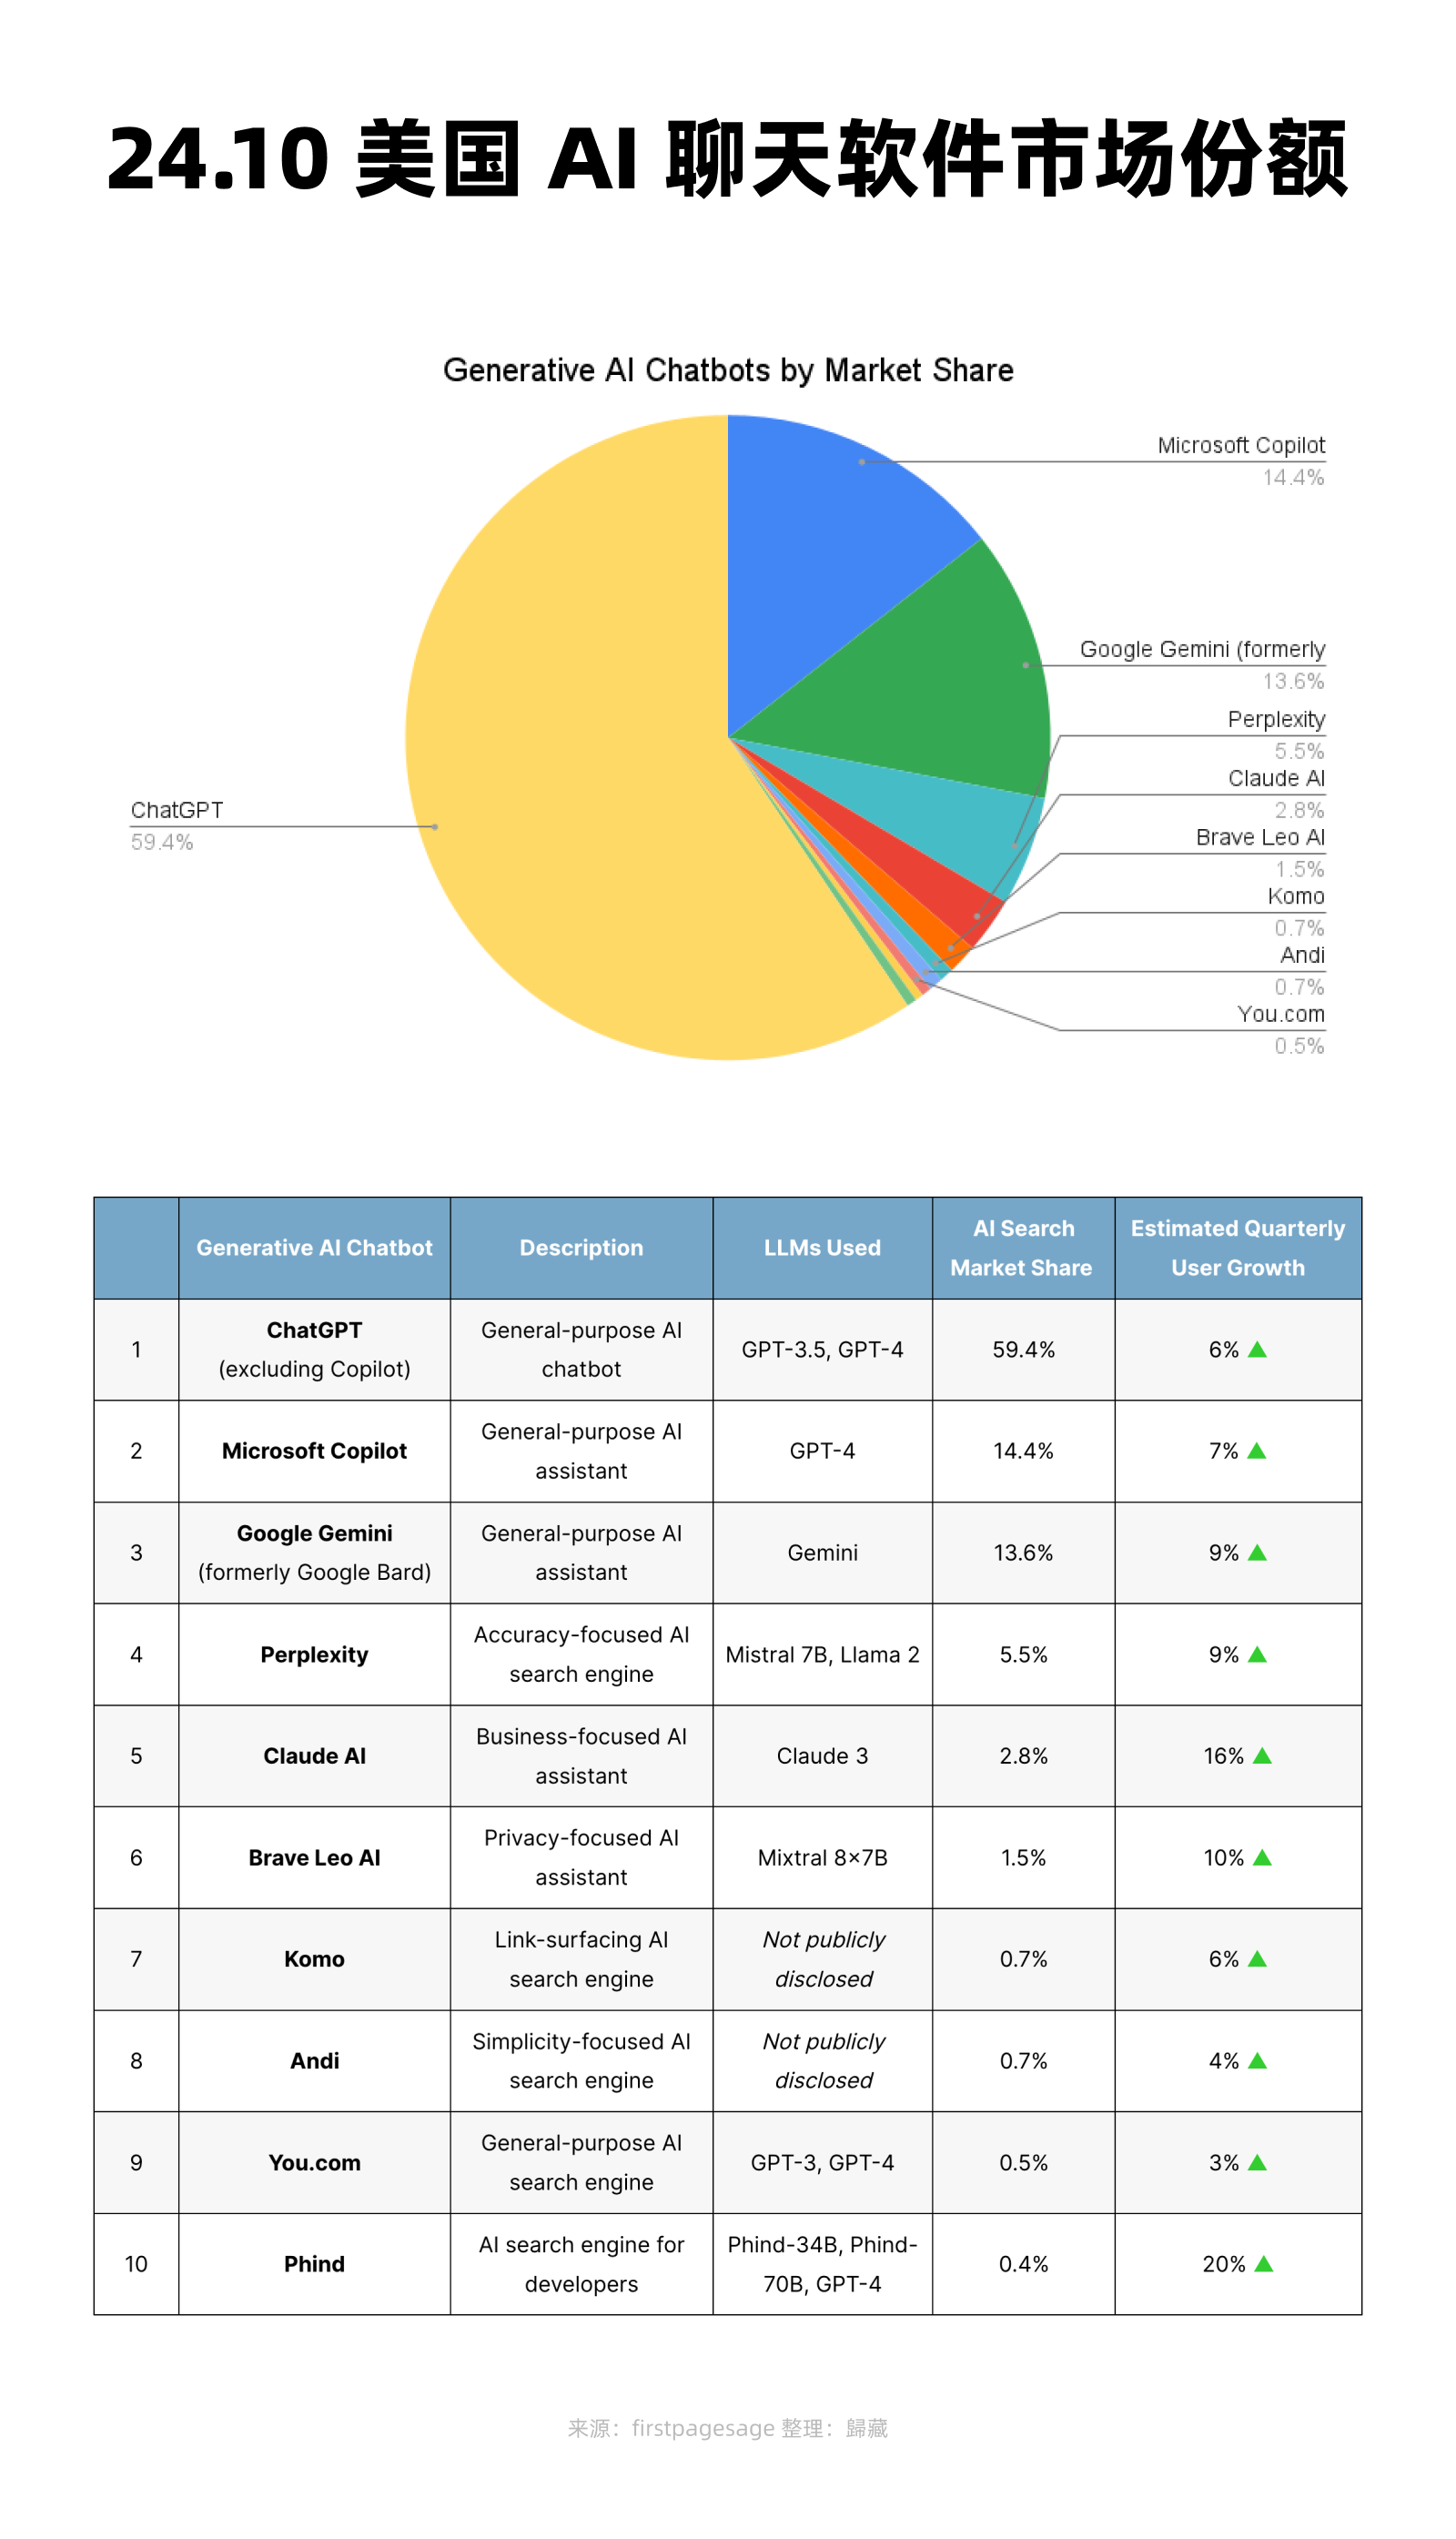 24.10 美国 AI 聊天软件市场份额
Generative AI Chatbots by Market Share
Microsoft Copilot
14.4%
Google Gemini (formerly
13.6%
Perplexity
5.5%
Claude AI
2.8%
Brave Leo AI
1.5%
Komo
0.7%
Andi
0.7%
You.com
0.5%
ChatGPT
59.4%
Generative AI Chatbot
Description
LLMs Used
AI Search
Market Share
Estimated Quarterly
User Growth
1
ChatGPT
(excluding Copilot)
General-purpose AI
chatbot
GPT-3.5, GPT-4
59.4%
6% ▲
2
Microsoft Copilot
General-purpose AI
assistant
GPT-4
14.4%
7% ▲
3
Google Gemini
(formerly Google Bard)
General-purpose AI
assistant
Gemini
13.6%
9% ▲
4
Perplexity
Accuracy-focused AI
search engine
Mistral 7B, Llama 2
5.5%
9% ▲
5
Claude AI
Business-focused AI
assistant
Claude 3
2.8%
16% ▲
6
Brave Leo AI
Privacy-focused AI
assistant
Mixtral 8×7B
1.5%
10% ▲
7
Komo
Link-surfacing AI
search engine
Not publicly
disclosed
0.7%
6% ▲
8
Andi
Simplicity-focused AI
search engine
Not publicly
disclosed
0.7%
4% ▲
9
You.com
General-purpose AI
search engine
GPT-3, GPT-4
0.5%
3% ▲
10
Phind
AI search engine for
developers
Phind-34B, Phind-
70B, GPT-4
0.4%
20% ▲
来源：firstpagesage 整理：歸藏